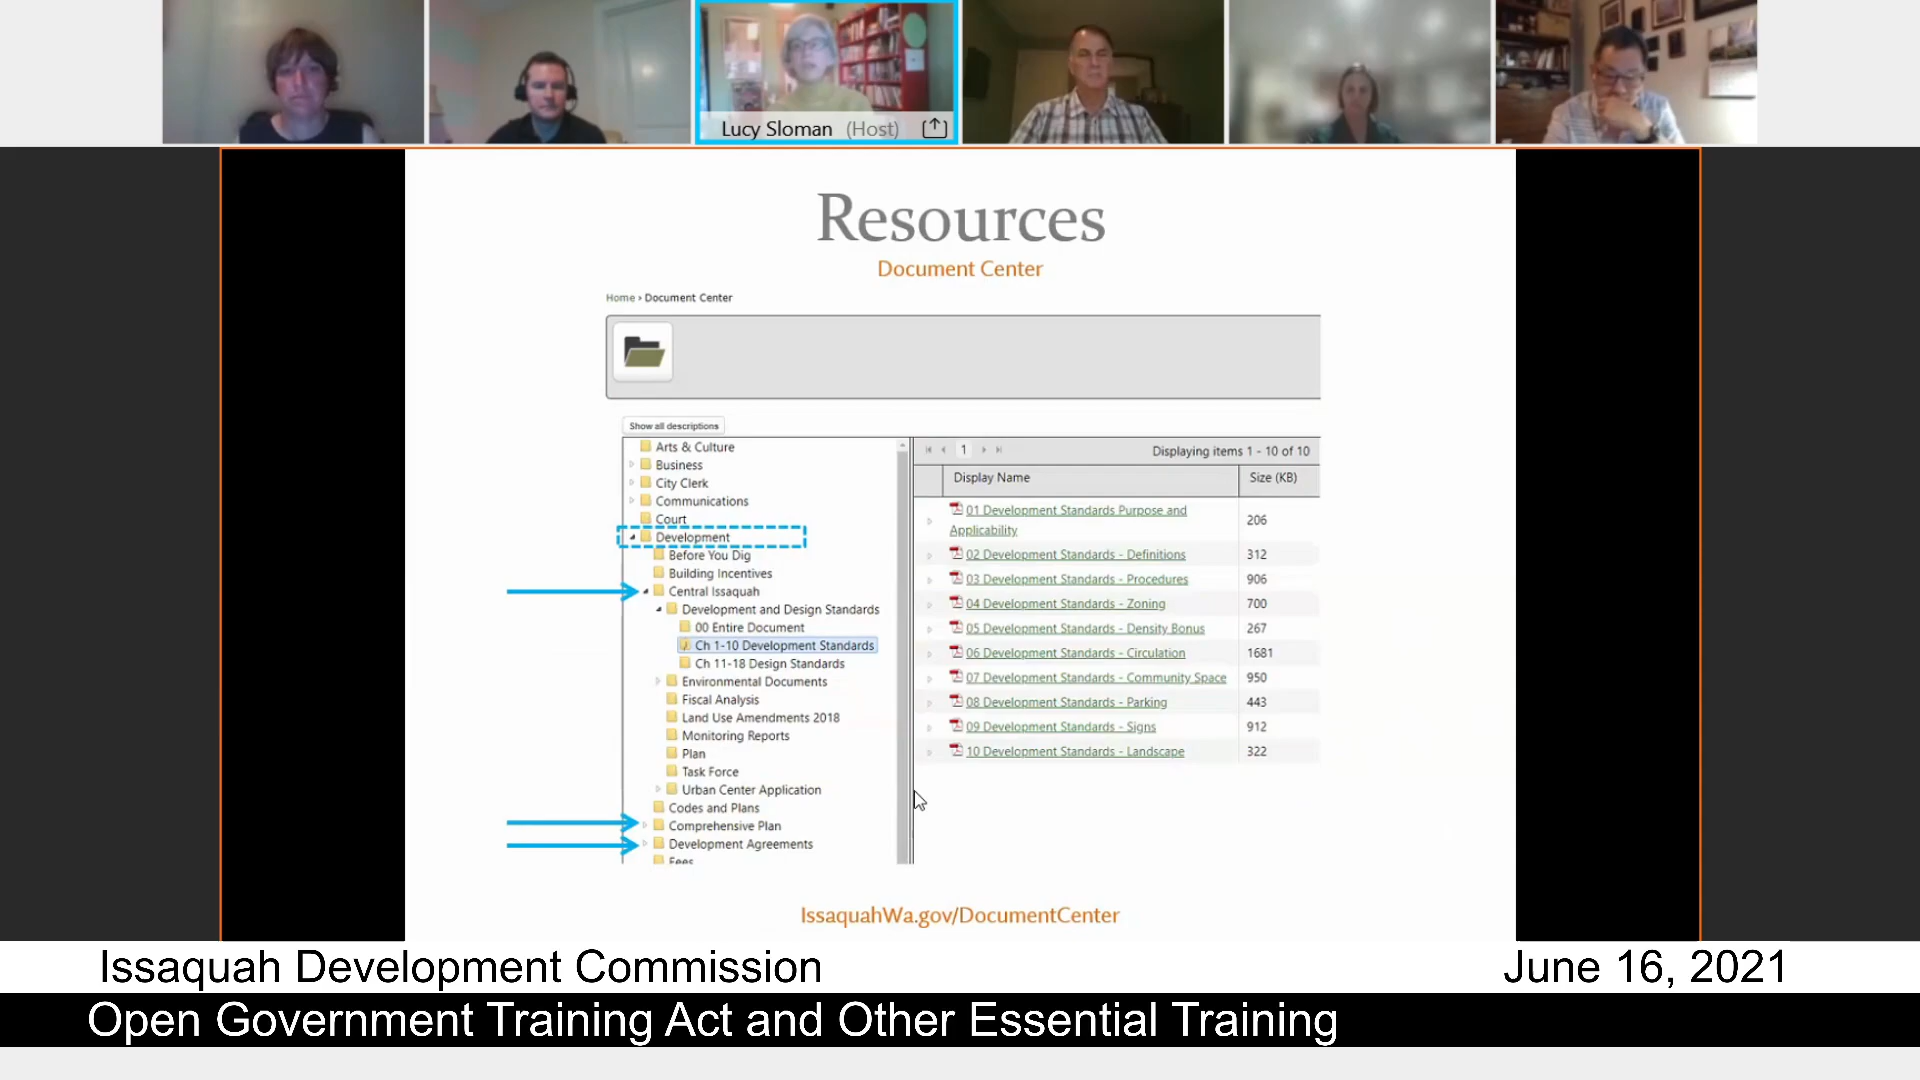 Lucy Sloman (Host)
Resources
Document Center
Home › Document Center
Show all descriptions
Arts & Culture
Business
City Clerk
Communications
Court
Development
Before You Dig
Building Incentives
Central Issaquah
Development and Design Standards
00 Entire Document
Ch 1-10 Development Standards
Ch 11-18 Design Standards
Environmental Documents
Fiscal Analysis
Land Use Amendments 2018
Monitoring Reports
Plan
Task Force
Urban Center Application
Codes and Plans
Comprehensive Plan
Development Agreements
Fees
1 Displaying items 1 - 10 of 10
Display Name Size (KB)
01 Development Standards Purpose and
Applicability 206
02 Development Standards - Definitions 312
03 Development Standards - Procedures 906
04 Development Standards - Zoning 700
05 Development Standards - Density Bonus 267
06 Development Standards - Circulation 1681
07 Development Standards - Community Space 950
08 Development Standards - Parking 443
09 Development Standards - Signs 912
10 Development Standards - Landscape 322
IssaquahWa.gov/DocumentCenter
Issaquah Development Commission June 16, 2021
Open Government Training Act and Other Essential Training